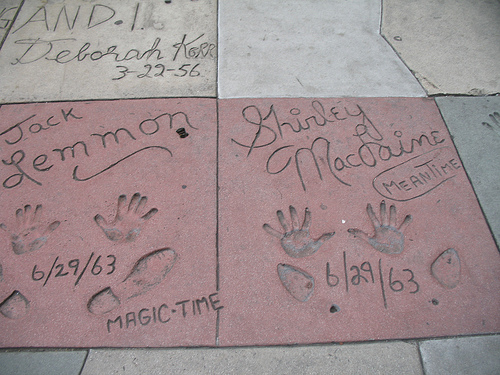 AND.I.
Deborah Kerr
3-22-56
Jack
Lemmon
6/29/63
MAGIC-TIME
Shirley
MacLaine
MEANTIME
6/29/63